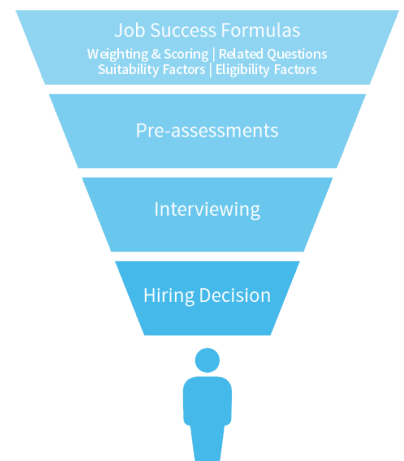 Job Success Formulas
Weighting & Scoring | Related Questions
Suitability Factors | Eligibility Factors
Pre-assessments
Interviewing
Hiring Decision